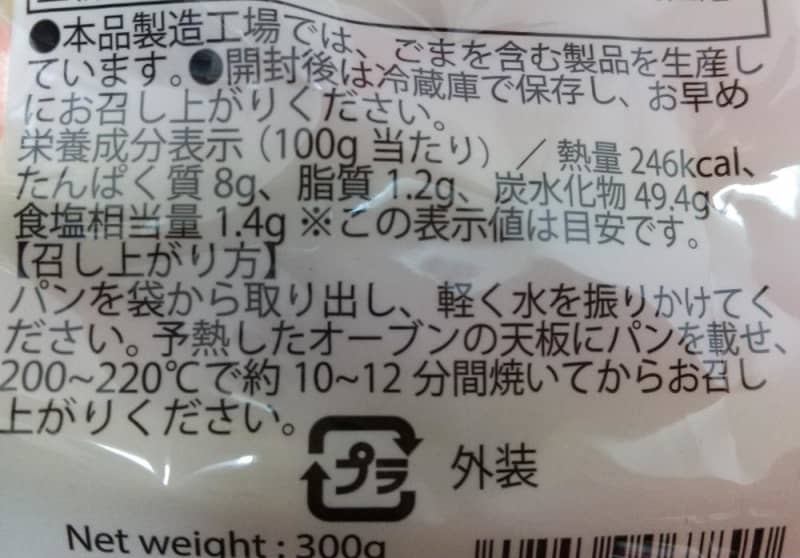 ●本品製造工場では、ごまを含む製品を生産し
ています。●開封後は冷蔵庫で保存し、お早め
にお召し上がりください。
栄養成分表示（100g 当たり）／熱量 246kcal、
たんぱく質 8g、脂質 1.2g、炭水化物 49.4g、
食塩相当量 1.4g ※この表示値は目安です。
【召し上がり方】
パンを袋から取り出し、軽く水を振りかけてく
ださい。予熱したオーブンの天板にパンを載せ、
200~220℃で約 10~12 分間焼いてからお召し
上がりください。
プラ 外装
Net weight : 300g